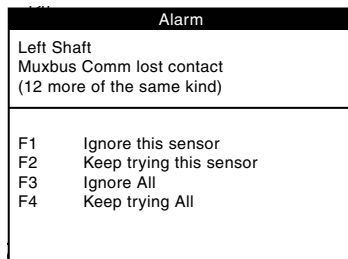 Alarm
Left Shaft
Muxbus Comm lost contact
(12 more of the same kind)
F1 Ignore this sensor
F2 Keep trying this sensor
F3 Ignore All
F4 Keep trying All